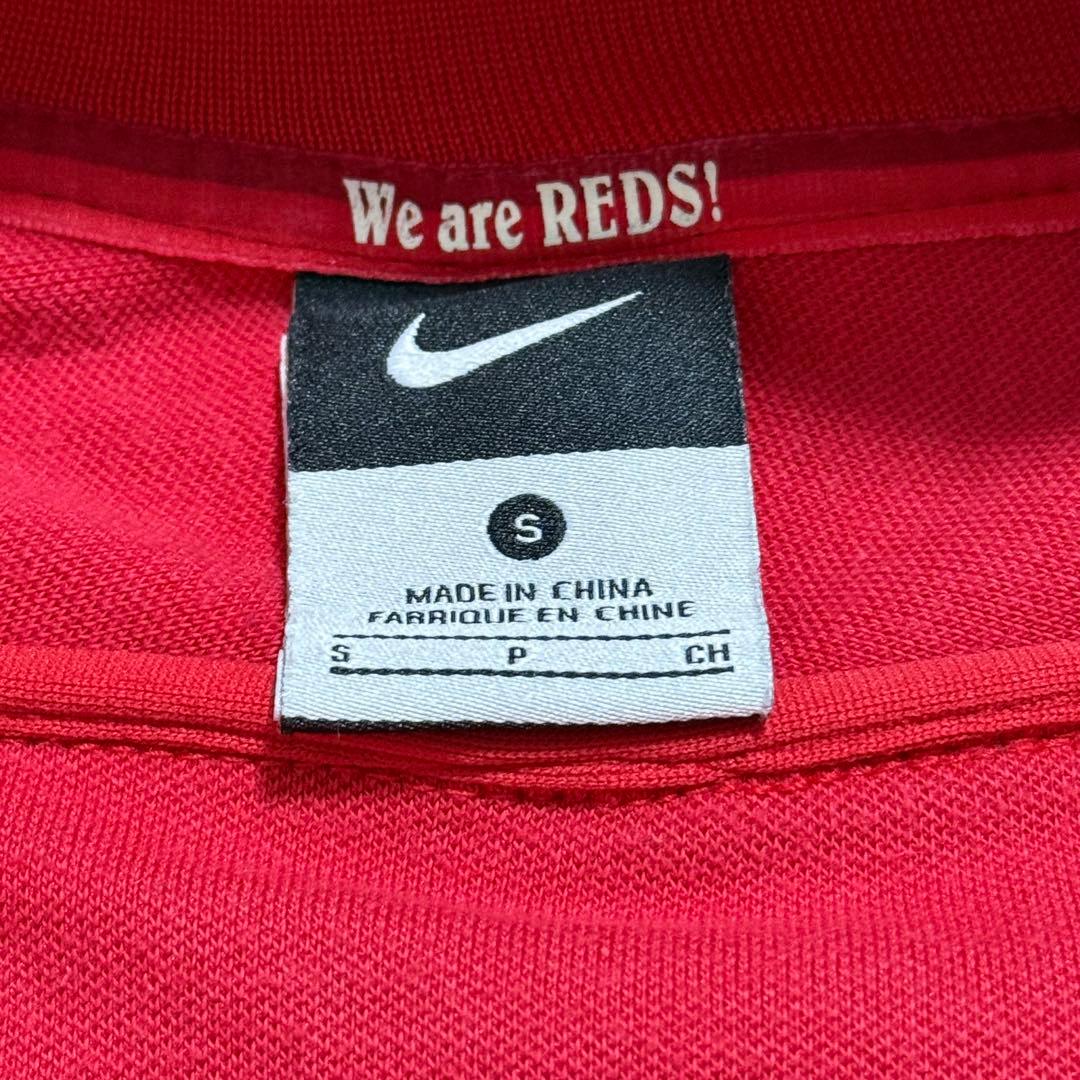 We are REDS!
S
MADE IN CHINA
FABRIQUE EN CHINE
S P CH